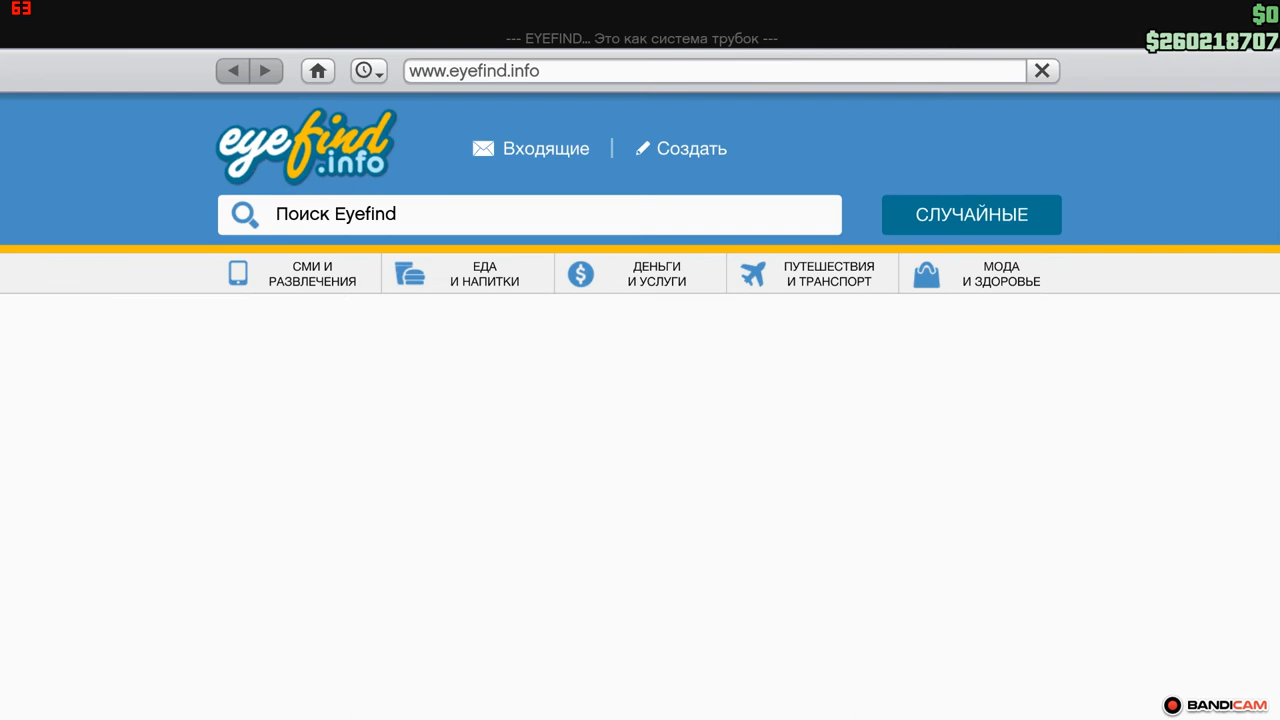 63
$0
--- EYEFIND... Это как система трубок ---
$260218707
www.eyefind.info
eyefind
.info
Входящие | Создать
Поиск Eyefind
СЛУЧАЙНЫЕ
СМИ И
РАЗВЛЕЧЕНИЯ
ЕДА
И НАПИТКИ
ДЕНЬГИ
И УСЛУГИ
ПУТЕШЕСТВИЯ
И ТРАНСПОРТ
МОДА
И ЗДОРОВЬЕ
BANDICAM